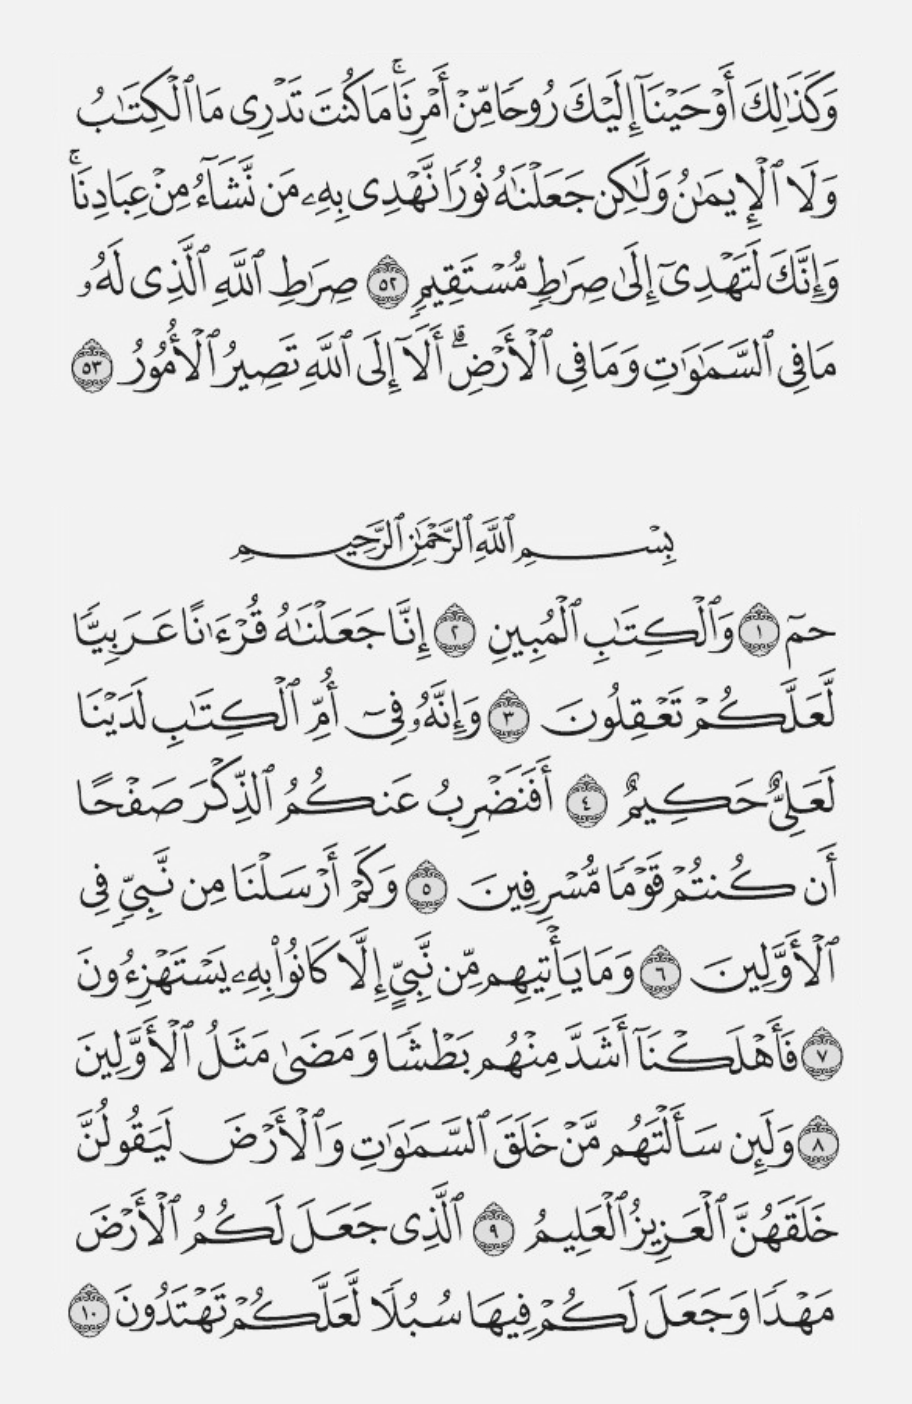 وَكَذَٰلِكَ أَوْحَيْنَآ إِلَيْكَ رُوحًا مِّنْ أَمْرِنَا ۚ مَا كُنتَ تَدْرِى مَا ٱلْكِتَـٰبُ
وَلَا ٱلْإِيمَـٰنُ وَلَـٰكِن جَعَلْنَـٰهُ نُورًا نَّهْدِى بِهِۦ مَن نَّشَآءُ مِنْ عِبَادِنَا ۚ
وَإِنَّكَ لَتَهْدِىٓ إِلَىٰ صِرَٰطٍ مُّسْتَقِيمٍ ٥٢ صِرَٰطِ ٱللَّهِ ٱلَّذِى لَهُۥ
مَا فِى ٱلسَّمَـٰوَٰتِ وَمَا فِى ٱلْأَرْضِ ۗ أَلَآ إِلَى ٱللَّهِ تَصِيرُ ٱلْأُمُورُ ٥٣
بِسْمِ ٱللَّهِ ٱلرَّحْمَـٰنِ ٱلرَّحِيمِ
حمٓ ١ وَٱلْكِتَـٰبِ ٱلْمُبِينِ ٢ إِنَّا جَعَلْنَـٰهُ قُرْءَٰنًا عَرَبِيًّا
لَّعَلَّكُمْ تَعْقِلُونَ ٣ وَإِنَّهُۥ فِىٓ أُمِّ ٱلْكِتَـٰبِ لَدَيْنَا
لَعَلِىٌّ حَكِيمٌ ٤ أَفَنَضْرِبُ عَنكُمُ ٱلذِّكْرَ صَفْحًا
أَن كُنتُمْ قَوْمًا مُّسْرِفِينَ ٥ وَكَمْ أَرْسَلْنَا مِن نَّبِىٍّ فِى
ٱلْأَوَّلِينَ ٦ وَمَا يَأْتِيهِم مِّن نَّبِىٍّ إِلَّا كَانُوا۟ بِهِۦ يَسْتَهْزِءُونَ
٧ فَأَهْلَكْنَآ أَشَدَّ مِنْهُم بَطْشًا وَمَضَىٰ مَثَلُ ٱلْأَوَّلِينَ
٨ وَلَئِن سَأَلْتَهُم مَّنْ خَلَقَ ٱلسَّمَـٰوَٰتِ وَٱلْأَرْضَ لَيَقُولُنَّ
خَلَقَهُنَّ ٱلْعَزِيزُ ٱلْعَلِيمُ ٩ ٱلَّذِى جَعَلَ لَكُمُ ٱلْأَرْضَ
مَهْدًا وَجَعَلَ لَكُمْ فِيهَا سُبُلًا لَّعَلَّكُمْ تَهْتَدُونَ ١٠